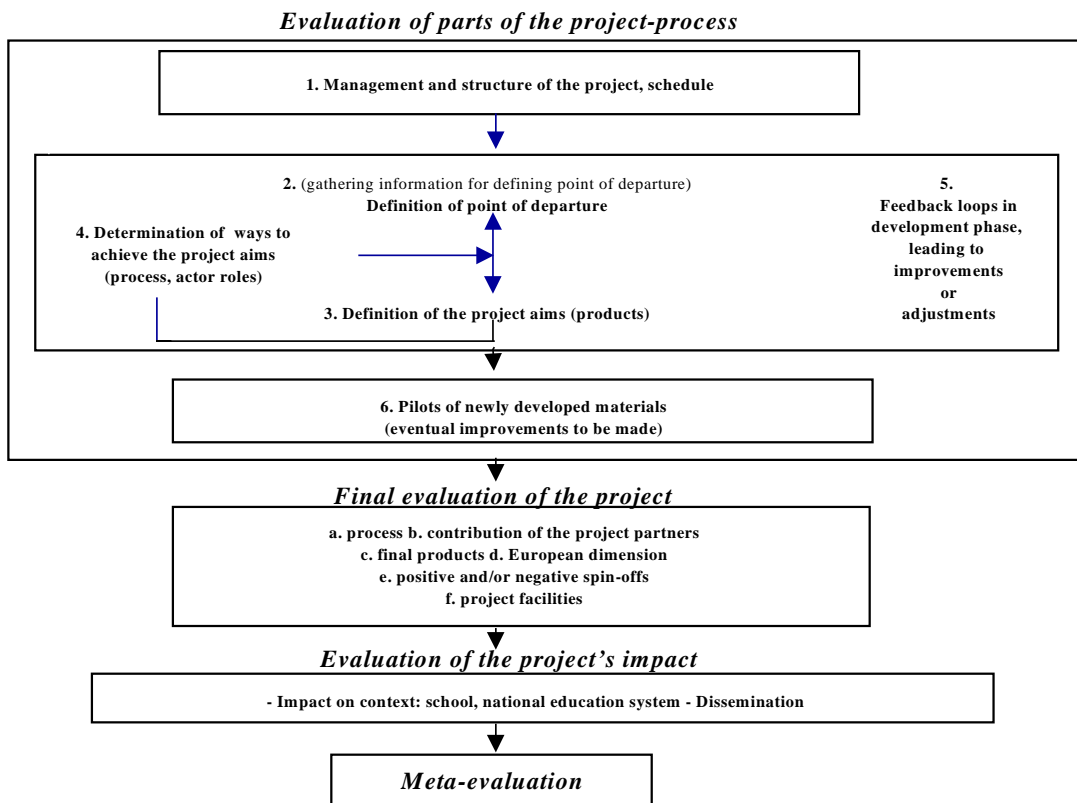 Evaluation of parts of the project-process
1. Management and structure of the project, schedule
2. (gathering information for defining point of departure)
Definition of point of departure
4. Determination of ways to
achieve the project aims
(process, actor roles)
3. Definition of the project aims (products)
5.
Feedback loops in
development phase,
leading to
improvements
or
adjustments
6. Pilots of newly developed materials
(eventual improvements to be made)
Final evaluation of the project
a. process b. contribution of the project partners
c. final products d. European dimension
e. positive and/or negative spin-offs
f. project facilities
Evaluation of the project's impact
- Impact on context: school, national education system - Dissemination
Meta-evaluation